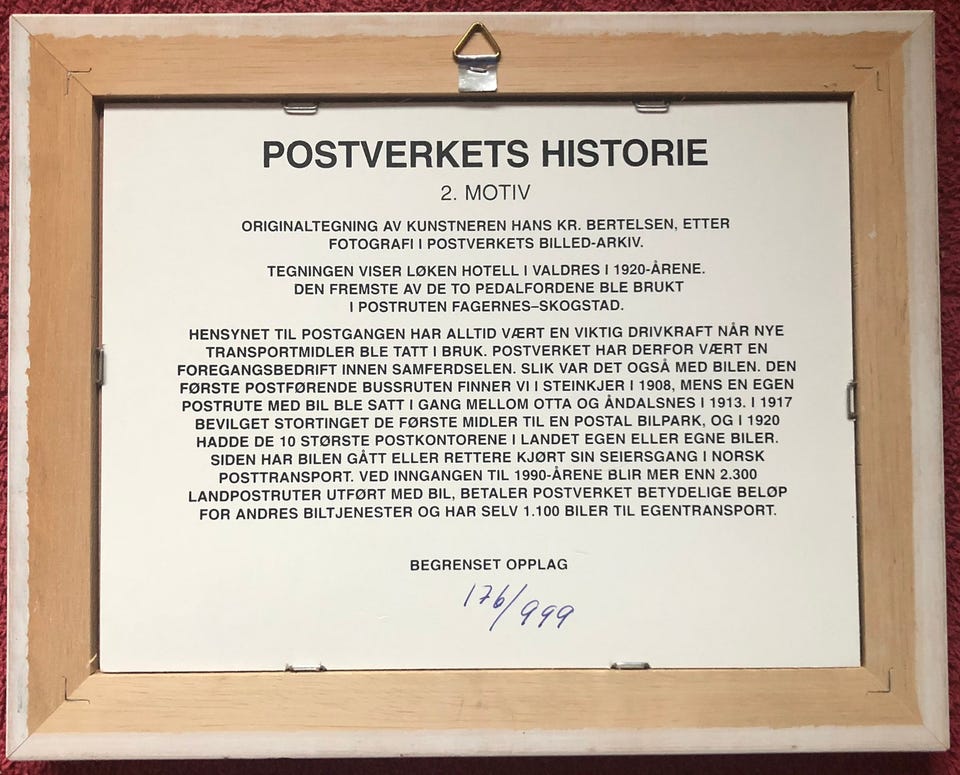 POSTVERKETS HISTORIE
2. MOTIV
ORIGINALTEGNING AV KUNSTNEREN HANS KR. BERTELSEN, ETTER
FOTOGRAFI I POSTVERKETS BILLED-ARKIV.
TEGNINGEN VISER LØKEN HOTELL I VALDRES I 1920-ÅRENE.
DEN FREMSTE AV DE TO PEDALFORDENE BLE BRUKT
I POSTRUTEN FAGERNES–SKOGSTAD.
HENSYNET TIL POSTGANGEN HAR ALLTID VÆRT EN VIKTIG DRIVKRAFT NÅR NYE
TRANSPORTMIDLER BLE TATT I BRUK. POSTVERKET HAR DERFOR VÆRT EN
FOREGANGSBEDRIFT INNEN SAMFERDSELEN. SLIK VAR DET OGSÅ MED BILEN. DEN
FØRSTE POSTFØRENDE BUSSRUTEN FINNER VI I STEINKJER I 1908, MENS EN EGEN
POSTRUTE MED BIL BLE SATT I GANG MELLOM OTTA OG ÅNDALSNES I 1913. I 1917
BEVILGET STORTINGET DE FØRSTE MIDLER TIL EN POSTAL BILPARK, OG I 1920
HADDE DE 10 STØRSTE POSTKONTORENE I LANDET EGEN ELLER EGNE BILER.
SIDEN HAR BILEN GÅTT ELLER RETTERE KJØRT SIN SEIERSGANG I NORSK
POSTTRANSPORT. VED INNGANGEN TIL 1990-ÅRENE BLIR MER ENN 2.300
LANDPOSTRUTER UTFØRT MED BIL, BETALER POSTVERKET BETYDELIGE BELØP
FOR ANDRES BILTJENESTER OG HAR SELV 1.100 BILER TIL EGENTRANSPORT.
BEGRENSET OPPLAG
176/999